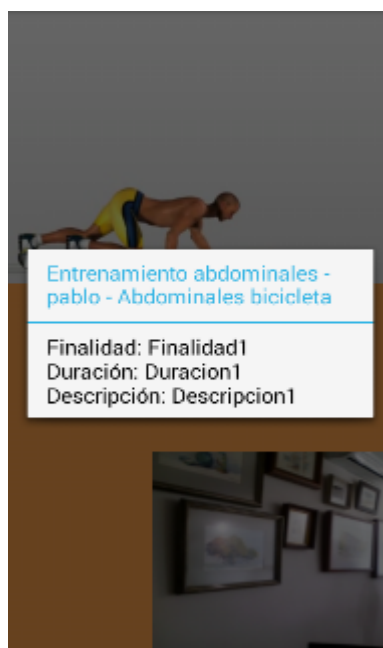 Entrenamiento abdominales -
pablo - Abdominales bicicleta
Finalidad: Finalidad1
Duración: Duracion1
Descripción: Descripcion1